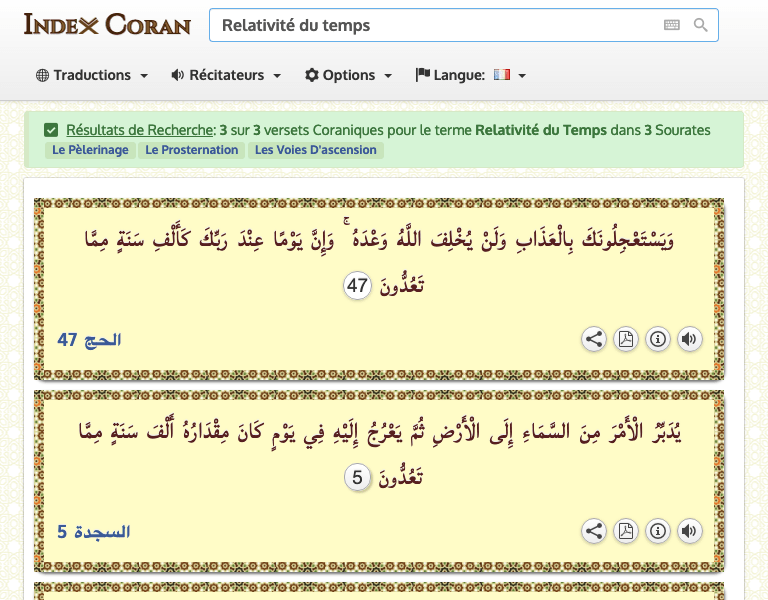 Index Coran
Relativité du temps
Traductions
Récitateurs
Options
Langue:
Résultats de Recherche: 3 sur 3 versets Coraniques pour le terme Relativité du Temps dans 3 Sourates
Le Pèlerinage Le Prosternation Les Voies D'ascension
وَيَسْتَعْجِلُونَكَ بِالْعَذَابِ وَلَنْ يُخْلِفَ اللَّهُ وَعْدَهُ ۚ وَإِنَّ يَوْمًا عِنْدَ رَبِّكَ كَأَلْفِ سَنَةٍ مِمَّا
تَعُدُّونَ 47
الحج 47
يُدَبِّرُ الْأَمْرَ مِنَ السَّمَاءِ إِلَى الْأَرْضِ ثُمَّ يَعْرُجُ إِلَيْهِ فِي يَوْمٍ كَانَ مِقْدَارُهُ أَلْفَ سَنَةٍ مِمَّا
تَعُدُّونَ 5
السجدة 5